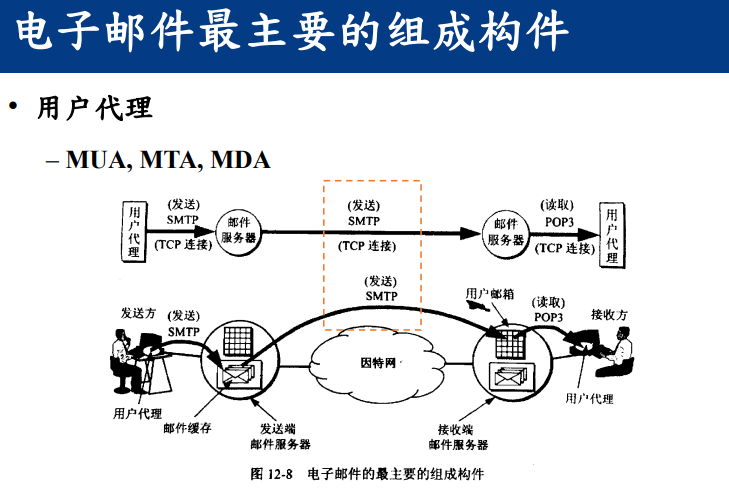 电子邮件最主要的组成构件
• 用户代理
– MUA, MTA, MDA
用户代理
(发送)
SMTP
(TCP 连接)
邮件
服务器
(发送)
SMTP
(TCP 连接)
邮件
服务器
(读取)
POP3
(TCP 连接)
用户代理
发送方
(发送)
SMTP
(发送)
SMTP
用户邮箱
(读取)
POP3
接收方
因特网
用户代理
邮件缓存
发送端
邮件服务器
接收端
邮件服务器
用户代理
图 12-8 电子邮件的最主要的组成构件